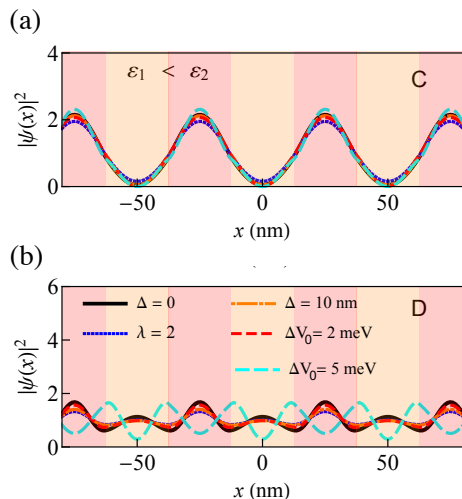 (a)
4
ε₁ < ε₂
C
|ψ(x)|²
2
0
−50 0 50
x (nm)
(b)
6
Δ = 0
Δ = 10 nm
D
|ψ(x)|²
4
λ = 2
ΔV₀= 2 meV
ΔV₀= 5 meV
2
0
−50 0 50
x (nm)